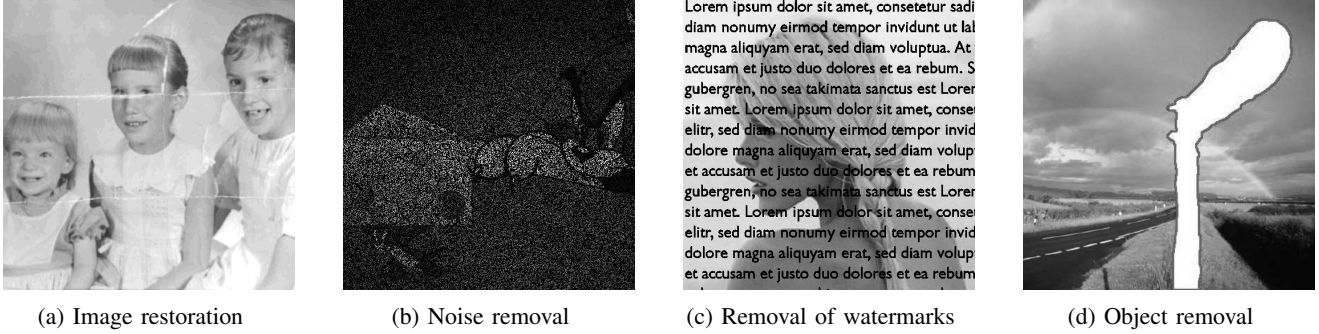 Lorem ipsum dolor sit amet, consetetur sadi
diam nonumy eirmod tempor invidunt ut lab
magna aliquyam erat, sed diam voluptua. At
accusam et justo duo dolores et ea rebum. S
gubergren, no sea takimata sanctus est Lorem
sit amet. Lorem ipsum dolor sit amet, conse
elitr, sed diam nonumy eirmod tempor invid
dolore magna aliquyam erat, sed diam volup
et accusam et justo duo dolores et ea rebum
gubergren, no sea takimata sanctus est Lorem
sit amet. Lorem ipsum dolor sit amet, conse
elitr, sed diam nonumy eirmod tempor invid
dolore magna aliquyam erat, sed diam volup
et accusam et justo duo dolores et ea rebum
(a) Image restoration
(b) Noise removal
(c) Removal of watermarks
(d) Object removal